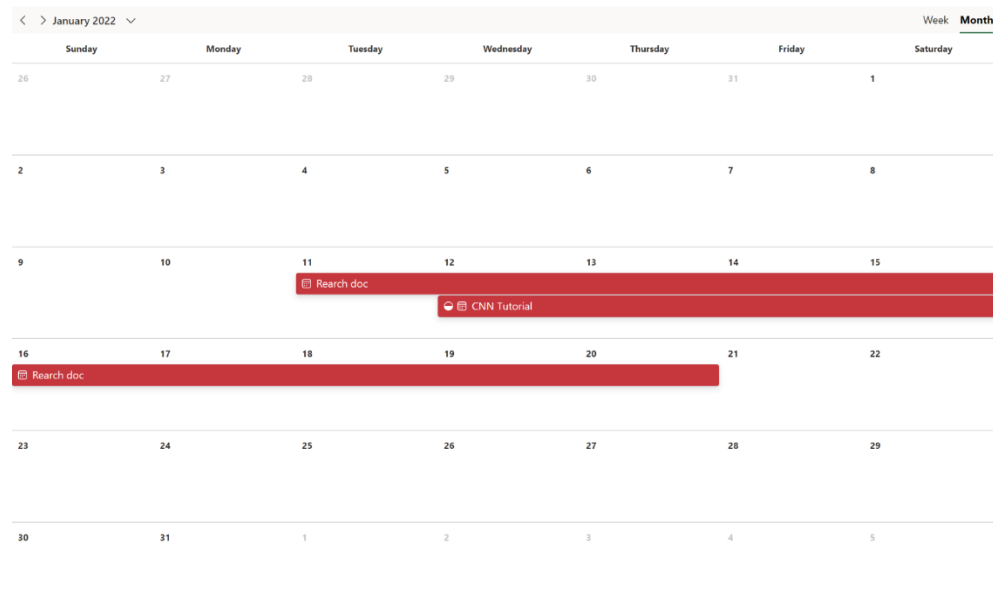 January 2022 Week Month
Sunday Monday Tuesday Wednesday Thursday Friday Saturday
26 27 28 29 30 31 1
2 3 4 5 6 7 8
9 10 11 12 13 14 15
Rearch doc
CNN Tutorial
16 17 18 19 20 21 22
Rearch doc
23 24 25 26 27 28 29
30 31 1 2 3 4 5